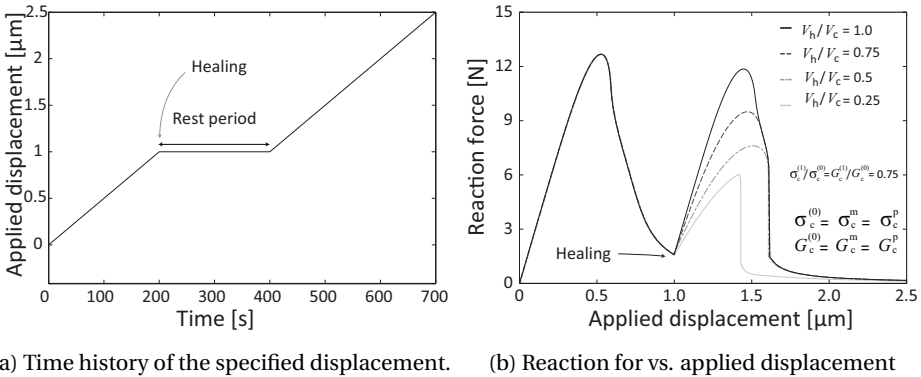 2.5
2
1.5
1
0.5
0
Applied displacement [μm]
Healing
Rest period
0 100 200 300 400 500 600 700
Time [s]
15
12
9
6
3
0
Reaction force [N]
V_h/V_c = 1.0
V_h/V_c = 0.75
V_h/V_c = 0.5
V_h/V_c = 0.25
σ_c^(1)/σ_c^(0)=G_c^(1)/G_c^(0)=0.75
σ_c^(0) = σ_c^m = σ_c^p
G_c^(0) = G_c^m = G_c^p
Healing
0 0.5 1.0 1.5 2.0 2.5
Applied displacement [μm]
a) Time history of the specified displacement.
(b) Reaction for vs. applied displacement